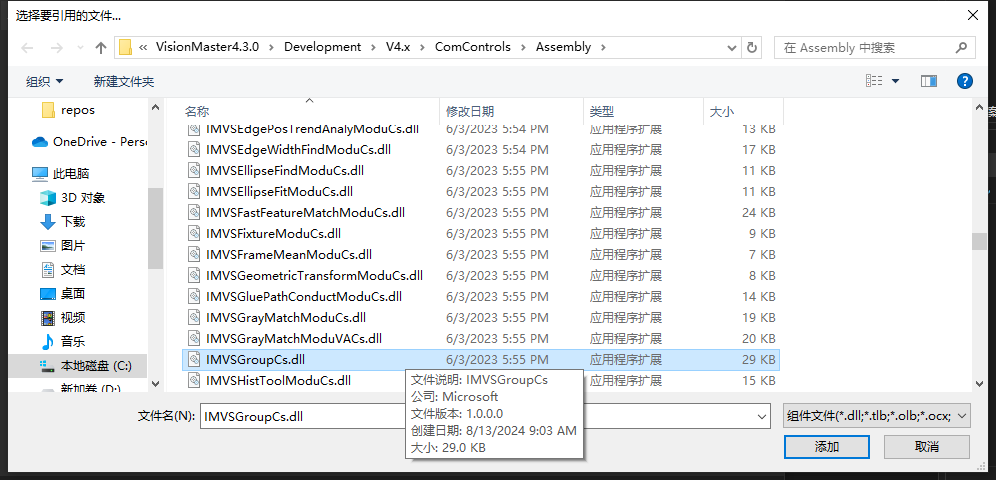 选择要引用的文件...
« VisionMaster4.3.0 › Development › V4.x › ComControls › Assembly ›
在 Assembly 中搜索
组织 新建文件夹
名称 修改日期 类型 大小
repos
OneDrive - Perso
此电脑
3D 对象
下载
图片
文档
桌面
视频
音乐
本地磁盘 (C:)
新加卷 (D:)
IMVSEdgePosTrendAnalyModuCs.dll 6/3/2023 5:54 PM 应用程序扩展 13 KB
IMVSEdgeWidthFindModuCs.dll 6/3/2023 5:54 PM 应用程序扩展 17 KB
IMVSEllipseFindModuCs.dll 6/3/2023 5:55 PM 应用程序扩展 11 KB
IMVSEllipseFitModuCs.dll 6/3/2023 5:55 PM 应用程序扩展 11 KB
IMVSFastFeatureMatchModuCs.dll 6/3/2023 5:55 PM 应用程序扩展 24 KB
IMVSFixtureModuCs.dll 6/3/2023 5:55 PM 应用程序扩展 9 KB
IMVSFrameMeanModuCs.dll 6/3/2023 5:55 PM 应用程序扩展 7 KB
IMVSGeometricTransformModuCs.dll 6/3/2023 5:55 PM 应用程序扩展 8 KB
IMVSGluePathConductModuCs.dll 6/3/2023 5:55 PM 应用程序扩展 14 KB
IMVSGrayMatchModuCs.dll 6/3/2023 5:55 PM 应用程序扩展 19 KB
IMVSGrayMatchModuVACs.dll 6/3/2023 5:55 PM 应用程序扩展 20 KB
IMVSGroupCs.dll 6/3/2023 5:55 PM 应用程序扩展 29 KB
IMVSHistToolModuCs.dll 6/3/2023 5:55 PM 应用程序扩展 15 KB
文件说明: IMVSGroupCs
公司: Microsoft
文件版本: 1.0.0.0
创建日期: 8/13/2024 9:03 AM
大小: 29.0 KB
文件名(N): IMVSGroupCs.dll 组件文件(*.dll;*.tlb;*.olb;*.ocx;
添加 取消